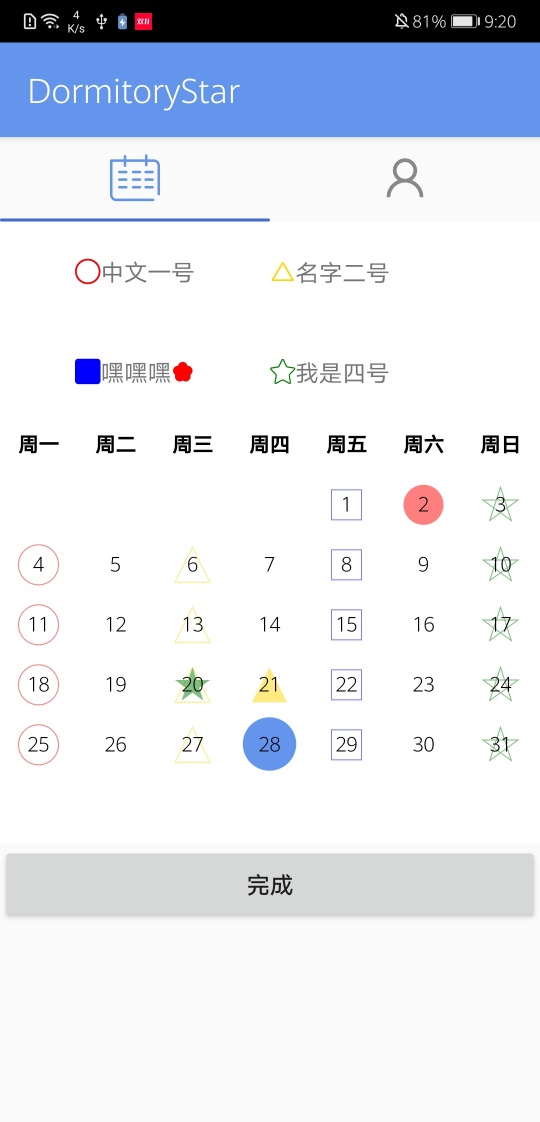 4 K/s 81% 9:20
DormitoryStar
中文一号 名字二号
嘿嘿嘿 我是四号
周一 周二 周三 周四 周五 周六 周日
1 2 3
4 5 6 7 8 9 10
11 12 13 14 15 16 17
18 19 20 21 22 23 24
25 26 27 28 29 30 31
完成